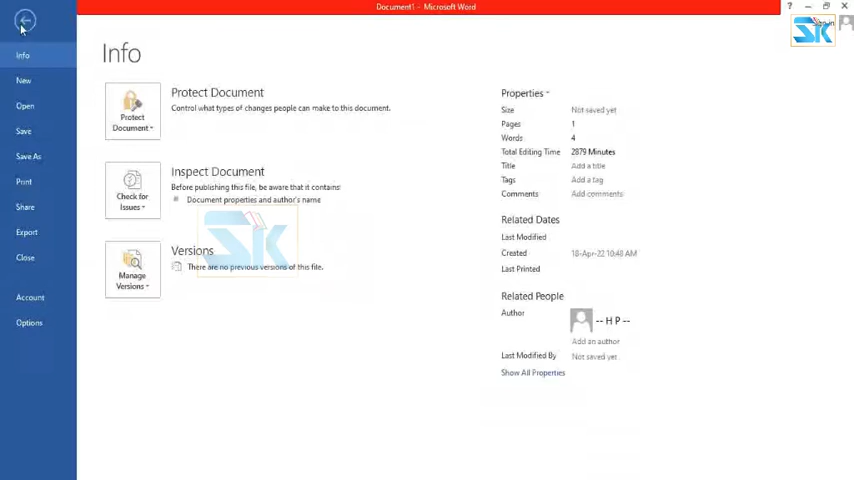 Document1 - Microsoft Word
?
Sign in
SK
Info
New
Open
Save
Save As
Print
Share
Export
Close
Account
Options
Info
Protect
Document
Protect Document
Control what types of changes people can make to this document.
Check for
Issues
Inspect Document
Before publishing this file, be aware that it contains:
Document properties and author's name
SK
Manage
Versions
Versions
There are no previous versions of this file.
Properties
Size Not saved yet
Pages 1
Words 4
Total Editing Time 2879 Minutes
Title Add a title
Tags Add a tag
Comments Add comments
Related Dates
Last Modified
Created 18-Apr-22 10:48 AM
Last Printed
Related People
Author -- H P --
Add an author
Last Modified By Not saved yet
Show All Properties